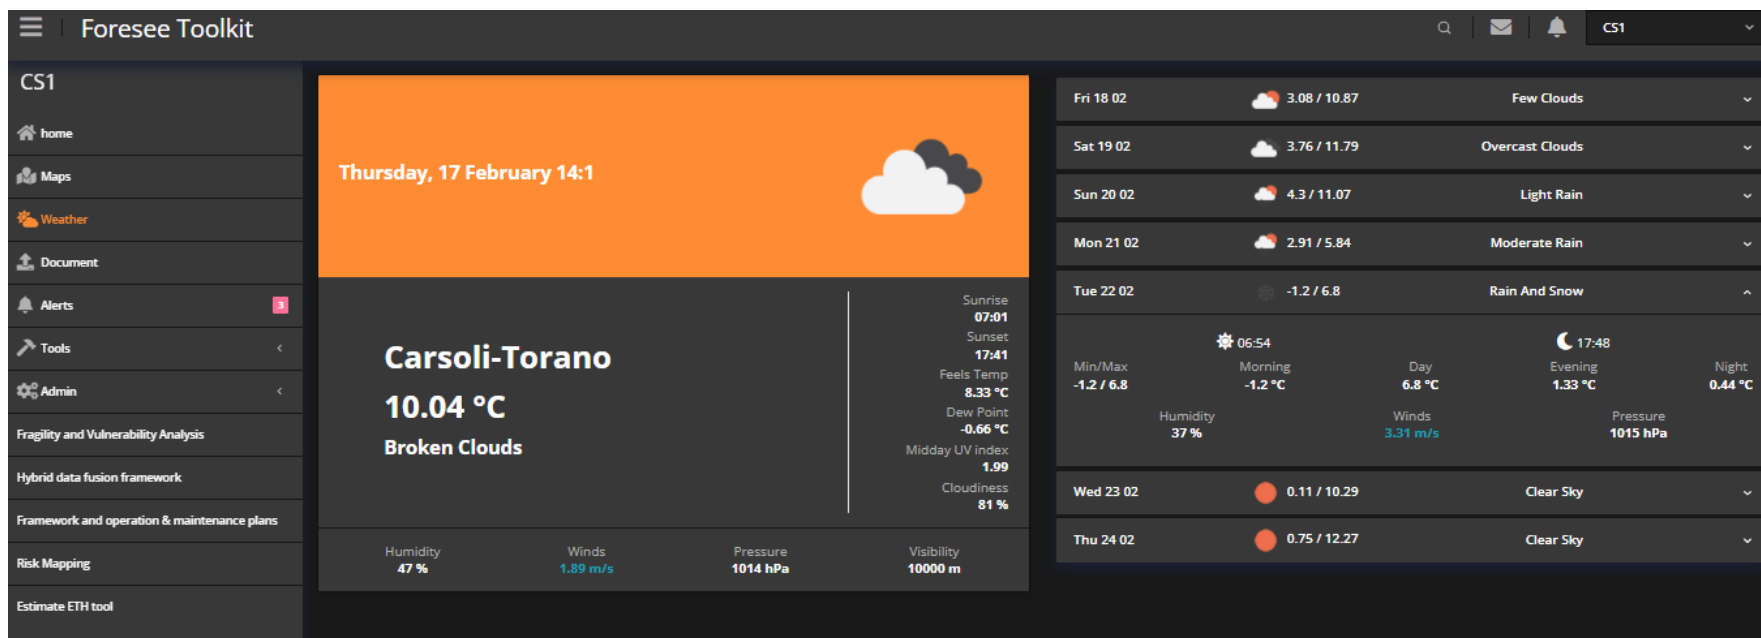 Foresee Toolkit
CS1
CS1
home
Maps
Weather
Document
Alerts 3
Tools
Admin
Fragility and Vulnerability Analysis
Hybrid data fusion framework
Framework and operation & maintenance plans
Risk Mapping
Estimate ETH tool
Thursday, 17 February 14:1
Carsoli-Torano
10.04 °C
Broken Clouds
Sunrise
07:01
Sunset
17:41
Feels Temp
8.33 °C
Dew Point
-0.66 °C
Midday UV index
1.99
Cloudiness
81 %
Humidity Winds Pressure Visibility
47 % 1.89 m/s 1014 hPa 10000 m
Fri 18 02 3.08 / 10.87 Few Clouds
Sat 19 02 3.76 / 11.79 Overcast Clouds
Sun 20 02 4.3 / 11.07 Light Rain
Mon 21 02 2.91 / 5.84 Moderate Rain
Tue 22 02 -1.2 / 6.8 Rain And Snow
06:54 17:48
Min/Max Morning Day Evening Night
-1.2 / 6.8 -1.2 °C 6.8 °C 1.33 °C 0.44 °C
Humidity Winds Pressure
37 % 3.31 m/s 1015 hPa
Wed 23 02 0.11 / 10.29 Clear Sky
Thu 24 02 0.75 / 12.27 Clear Sky